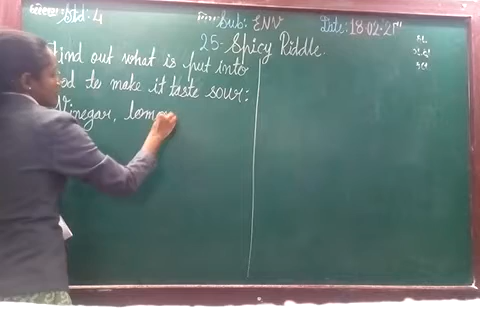 Std: 4
Sub: ENV
Date: 18-02-21
25-Spicy Riddle.
Find out what is put into
to make it taste sour:
Vinegar,